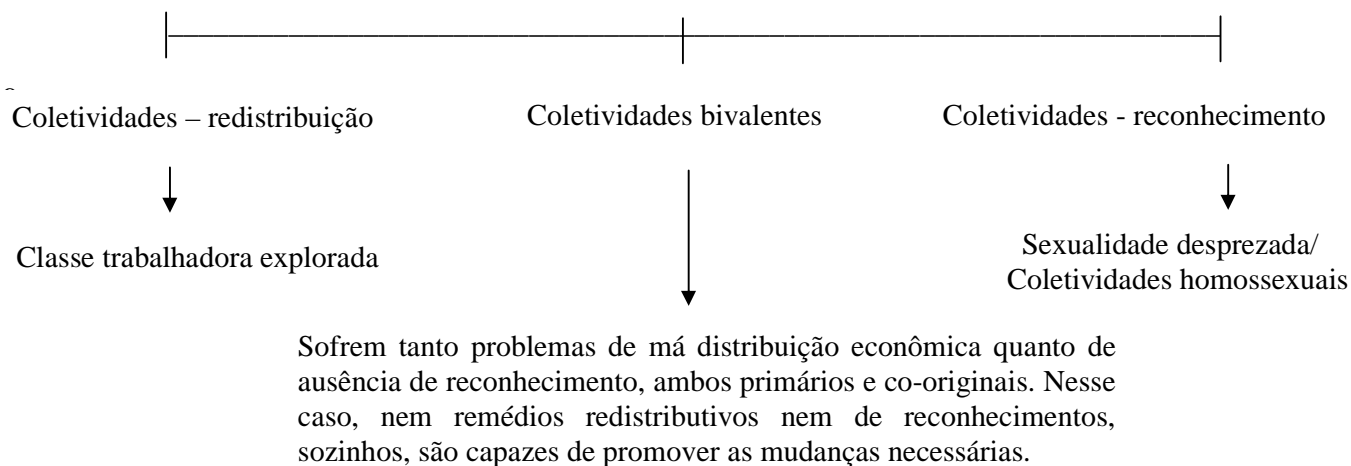 Coletividades – redistribuição
Coletividades bivalentes
Coletividades - reconhecimento
Classe trabalhadora explorada
Sexualidade desprezada/
Coletividades homossexuais
Sofrem tanto problemas de má distribuição econômica quanto de
ausência de reconhecimento, ambos primários e co-originais. Nesse
caso, nem remédios redistributivos nem de reconhecimentos,
sozinhos, são capazes de promover as mudanças necessárias.